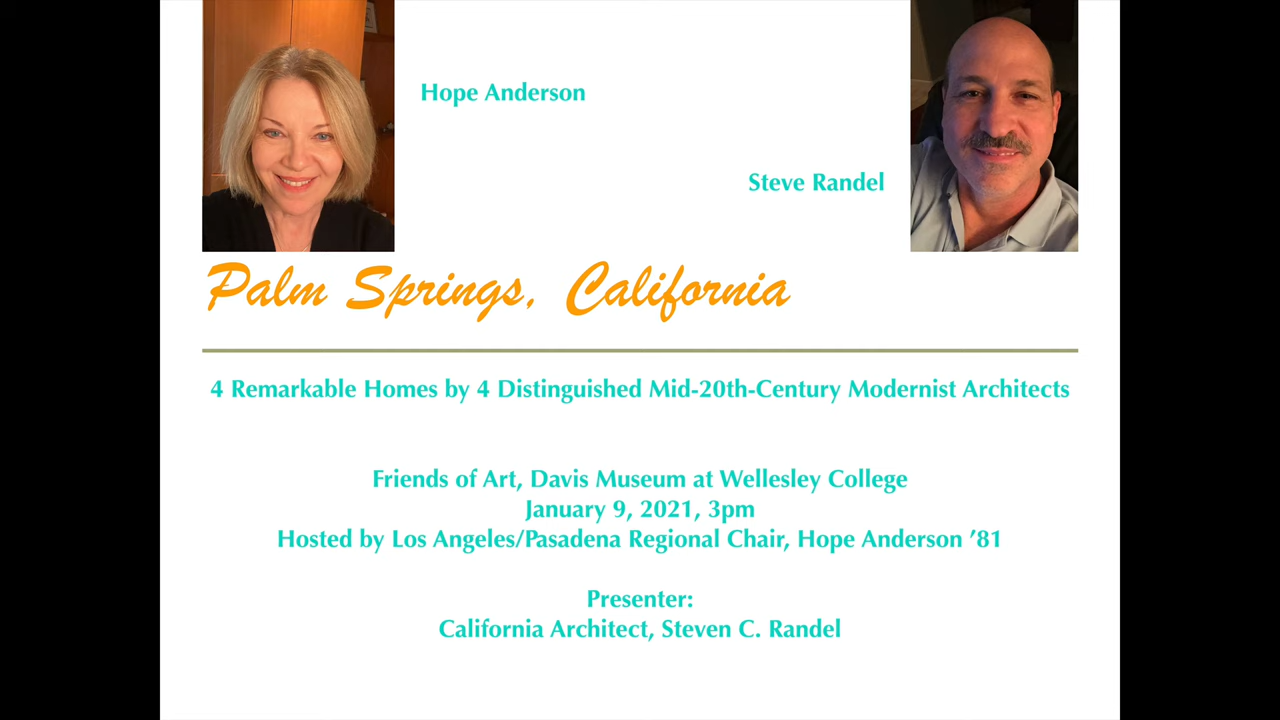 Hope Anderson
Steve Randel
Palm Springs, California
4 Remarkable Homes by 4 Distinguished Mid-20th-Century Modernist Architects
Friends of Art, Davis Museum at Wellesley College
January 9, 2021, 3pm
Hosted by Los Angeles/Pasadena Regional Chair, Hope Anderson ’81
Presenter:
California Architect, Steven C. Randel